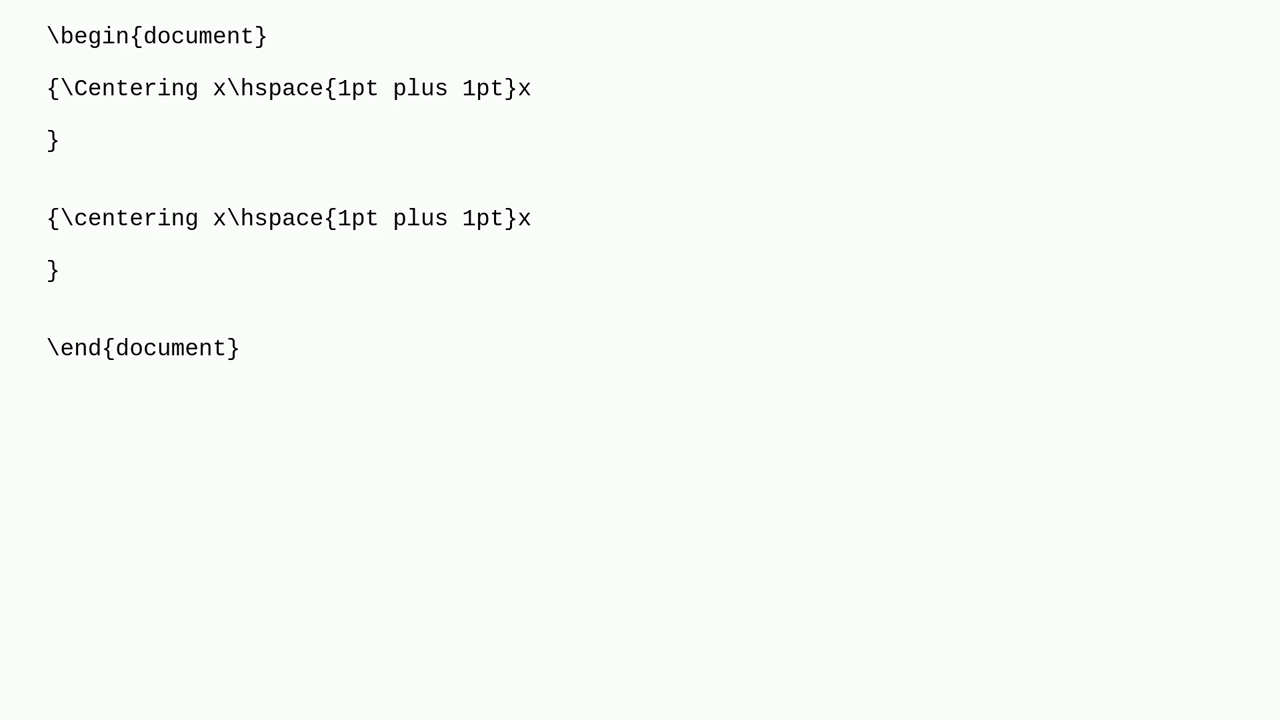 \begin{document}
{\Centering x\hspace{1pt plus 1pt}x
}
{\centering x\hspace{1pt plus 1pt}x
}
\end{document}